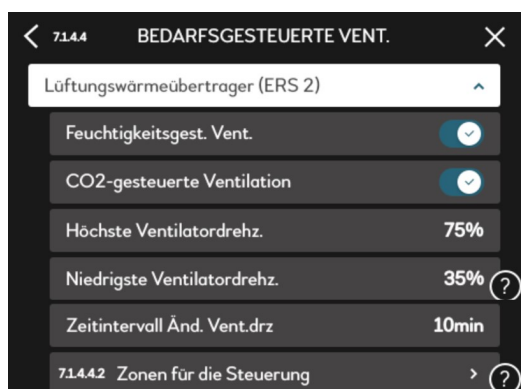 7.1.4.4 BEDARFSGESTEUERTE VENT.
Lüftungswärmeübertrager (ERS 2)
Feuchtigkeitsgest. Vent.
CO2-gesteuerte Ventilation
Höchste Ventilatordrehz. 75%
Niedrigste Ventilatordrehz. 35% ?
Zeitintervall Änd. Vent.drz 10min
7.1.4.4.2 Zonen für die Steuerung ?